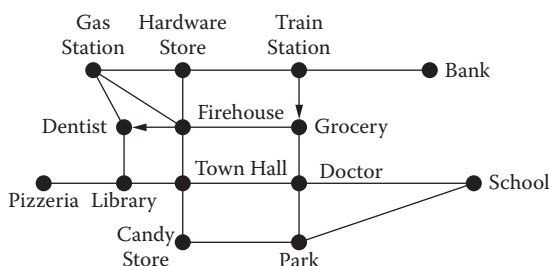 Gas
Station
Hardware
Store
Train
Station
Bank
Dentist
Firehouse
Grocery
Town Hall
Doctor
School
Pizzeria
Library
Candy
Store
Park